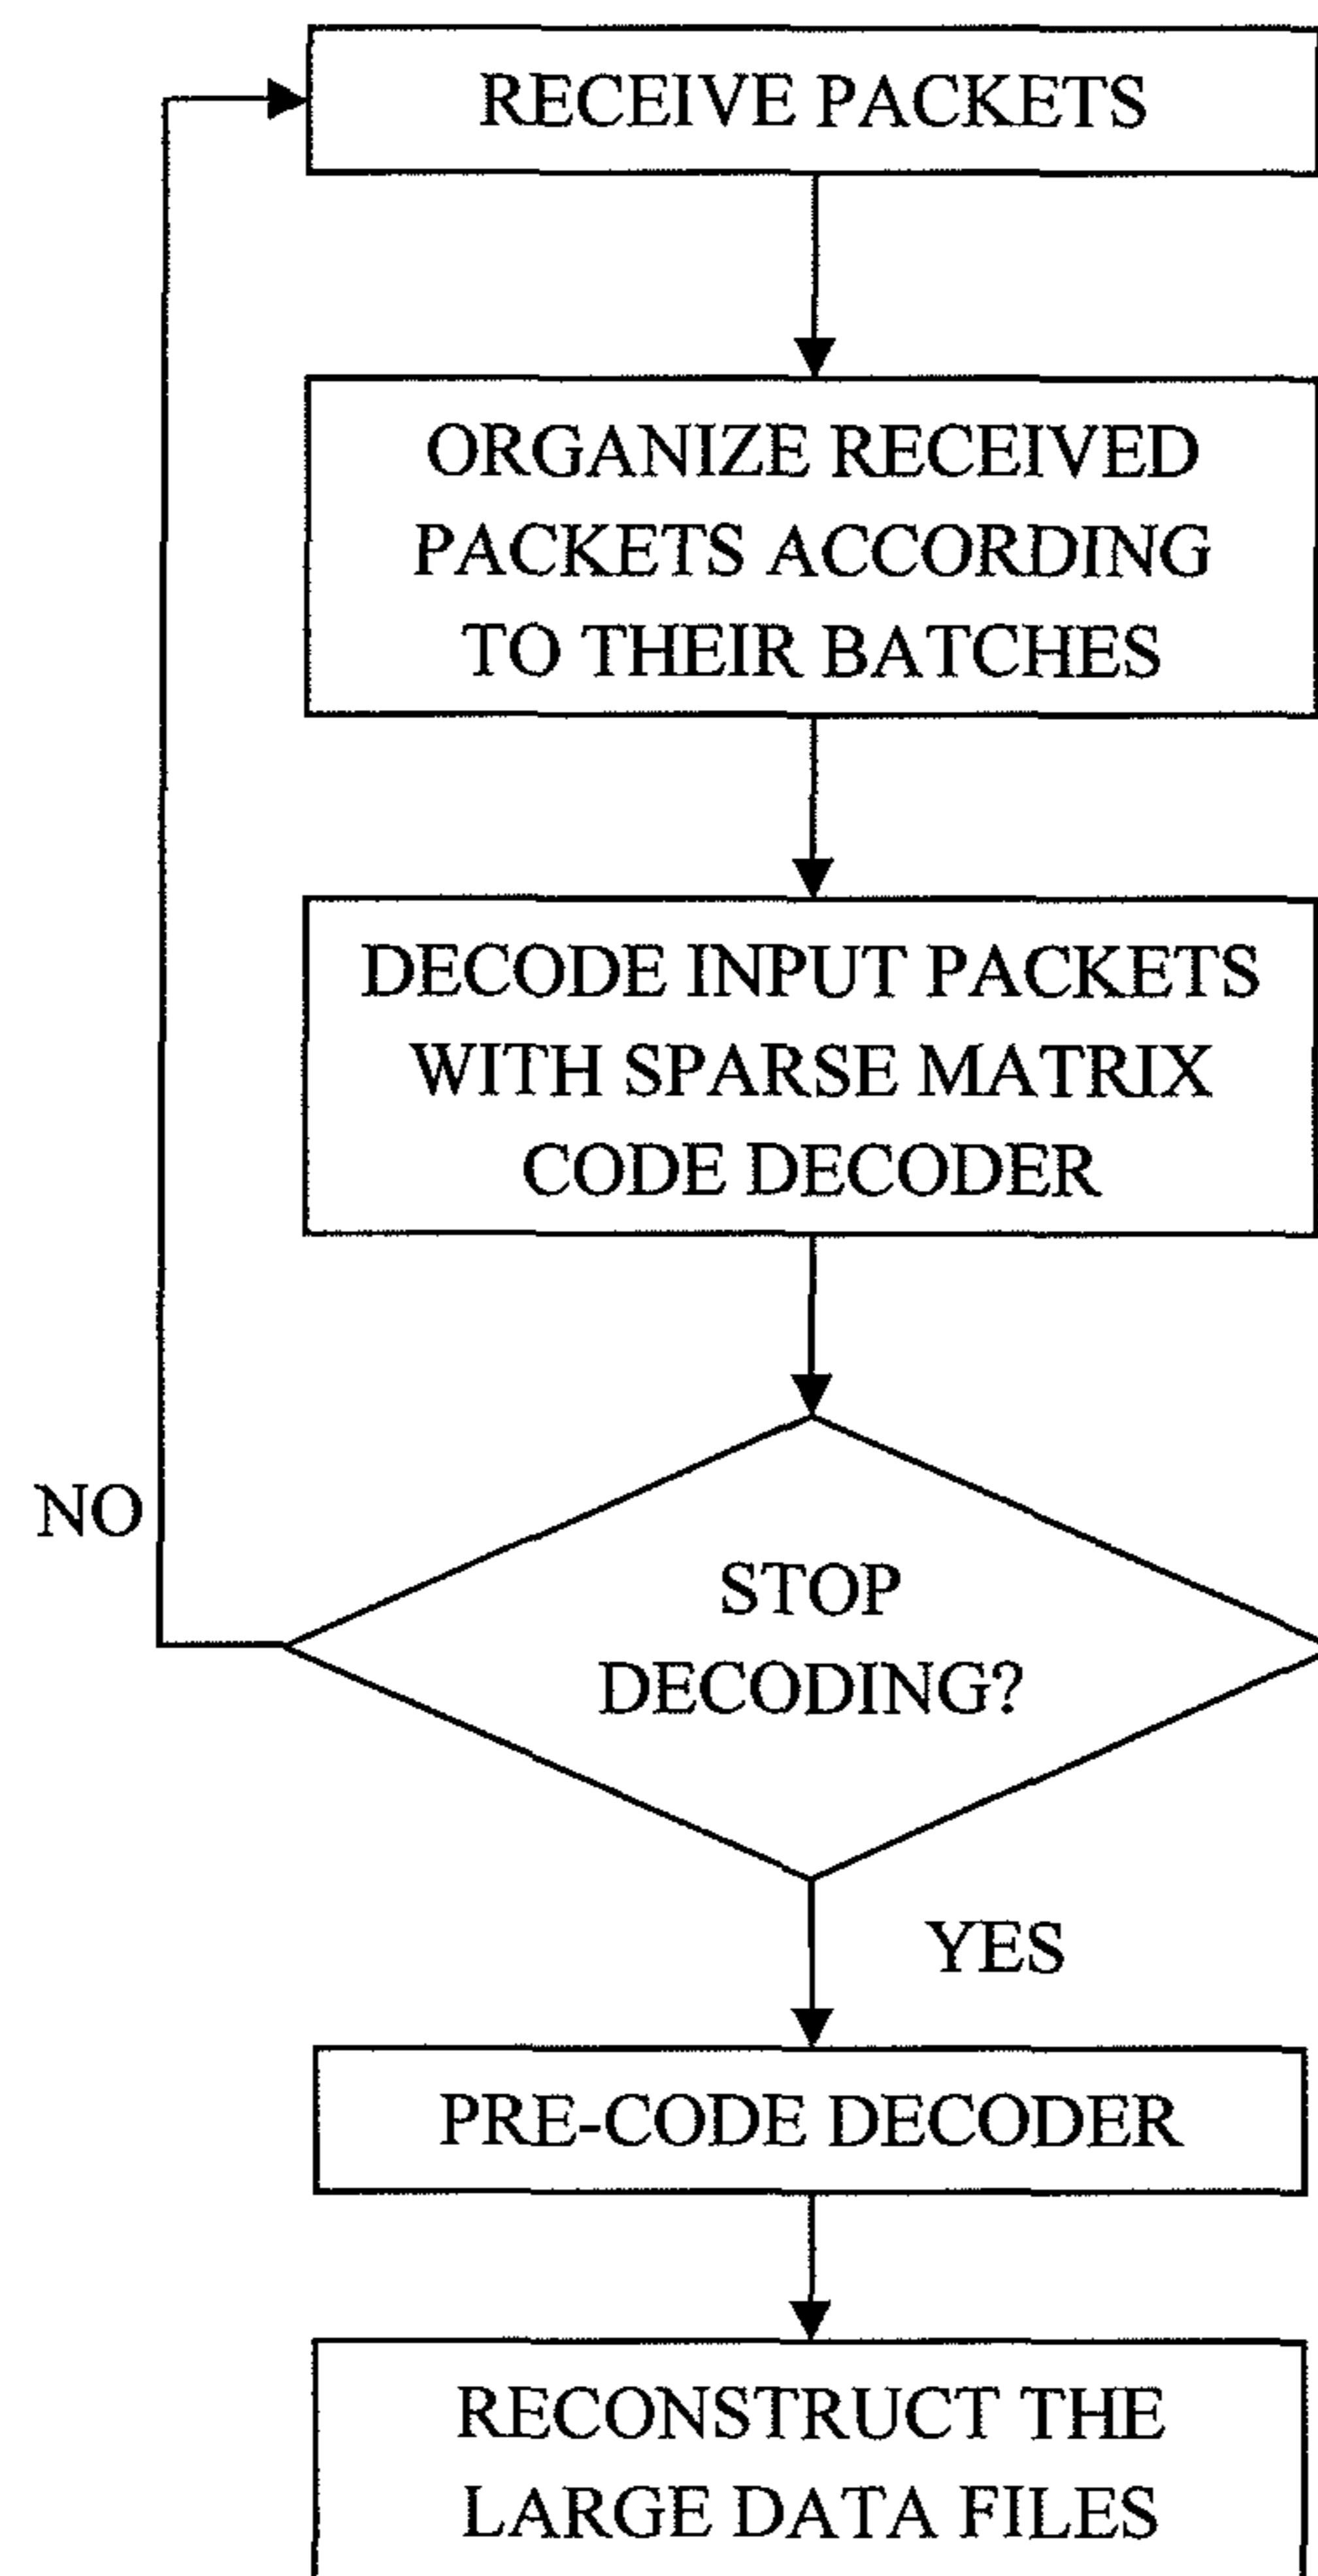 RECEIVE PACKETS
ORGANIZE RECEIVED
PACKETS ACCORDING
TO THEIR BATCHES
DECODE INPUT PACKETS
WITH SPARSE MATRIX
CODE DECODER
NO
STOP
DECODING?
YES
PRE-CODE DECODER
RECONSTRUCT THE
LARGE DATA FILES